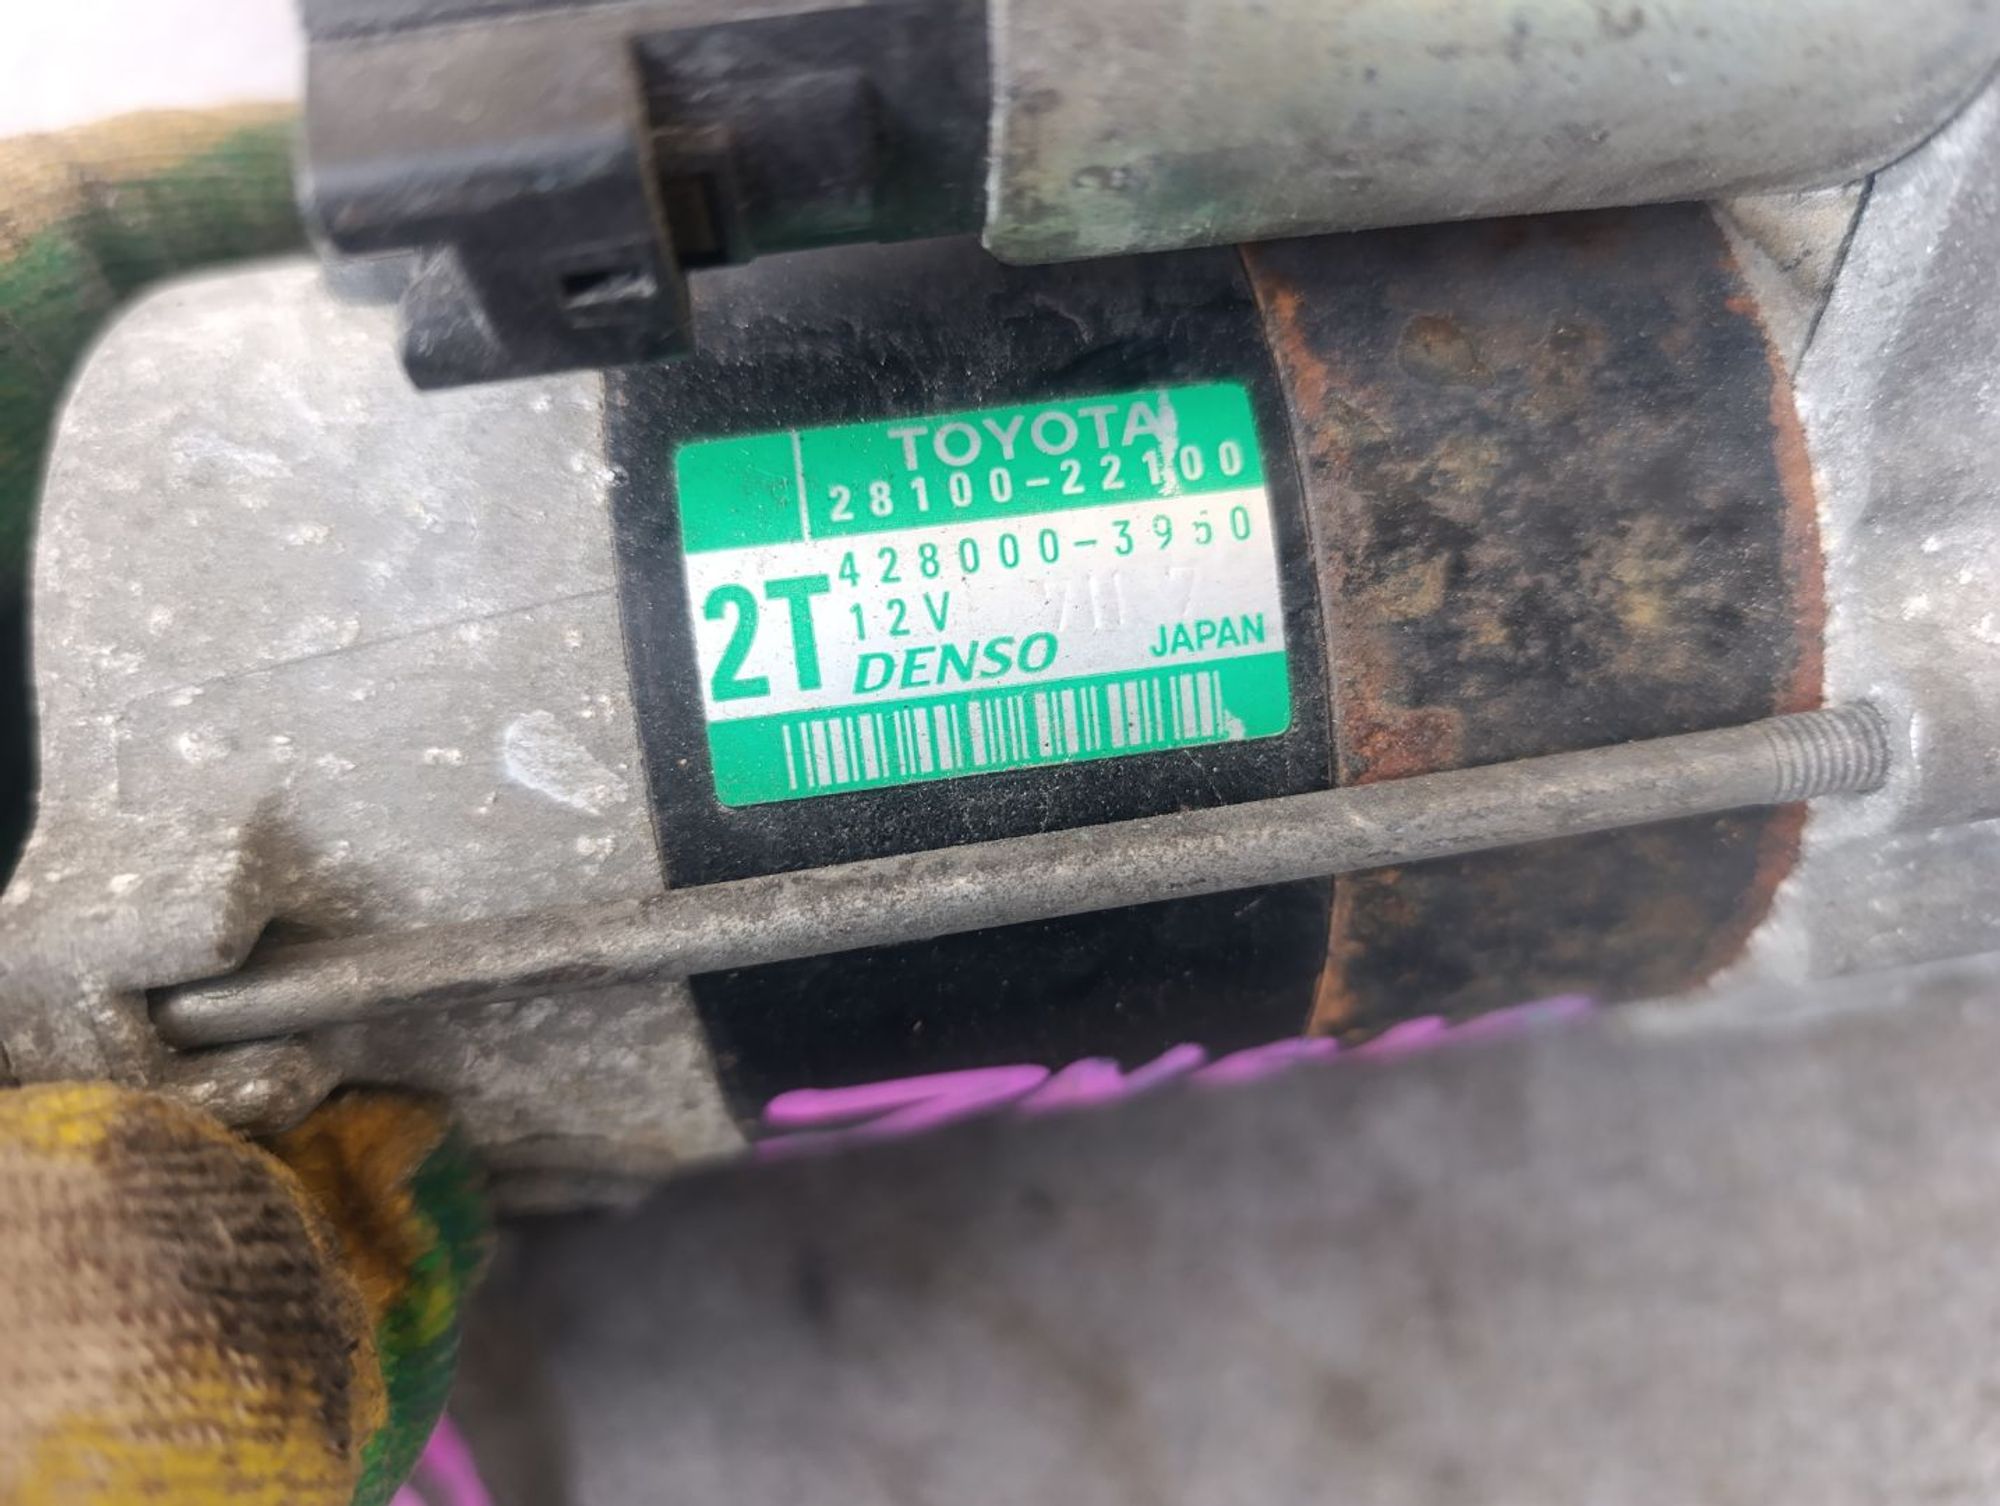 TOYOTA
28100-22100
428000-3950
2T
12V
DENSO
JAPAN